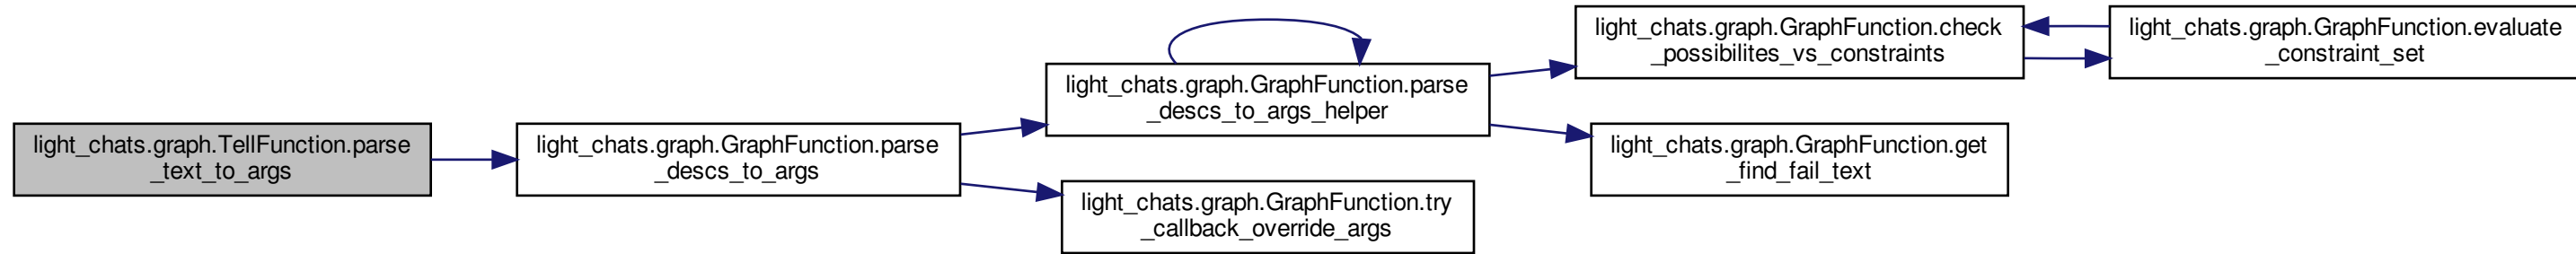 light_chats.graph.TellFunction.parse
_text_to_args
light_chats.graph.GraphFunction.parse
_descs_to_args
light_chats.graph.GraphFunction.parse
_descs_to_args_helper
light_chats.graph.GraphFunction.try
_callback_override_args
light_chats.graph.GraphFunction.check
_possibilites_vs_constraints
light_chats.graph.GraphFunction.get
_find_fail_text
light_chats.graph.GraphFunction.evaluate
_constraint_set